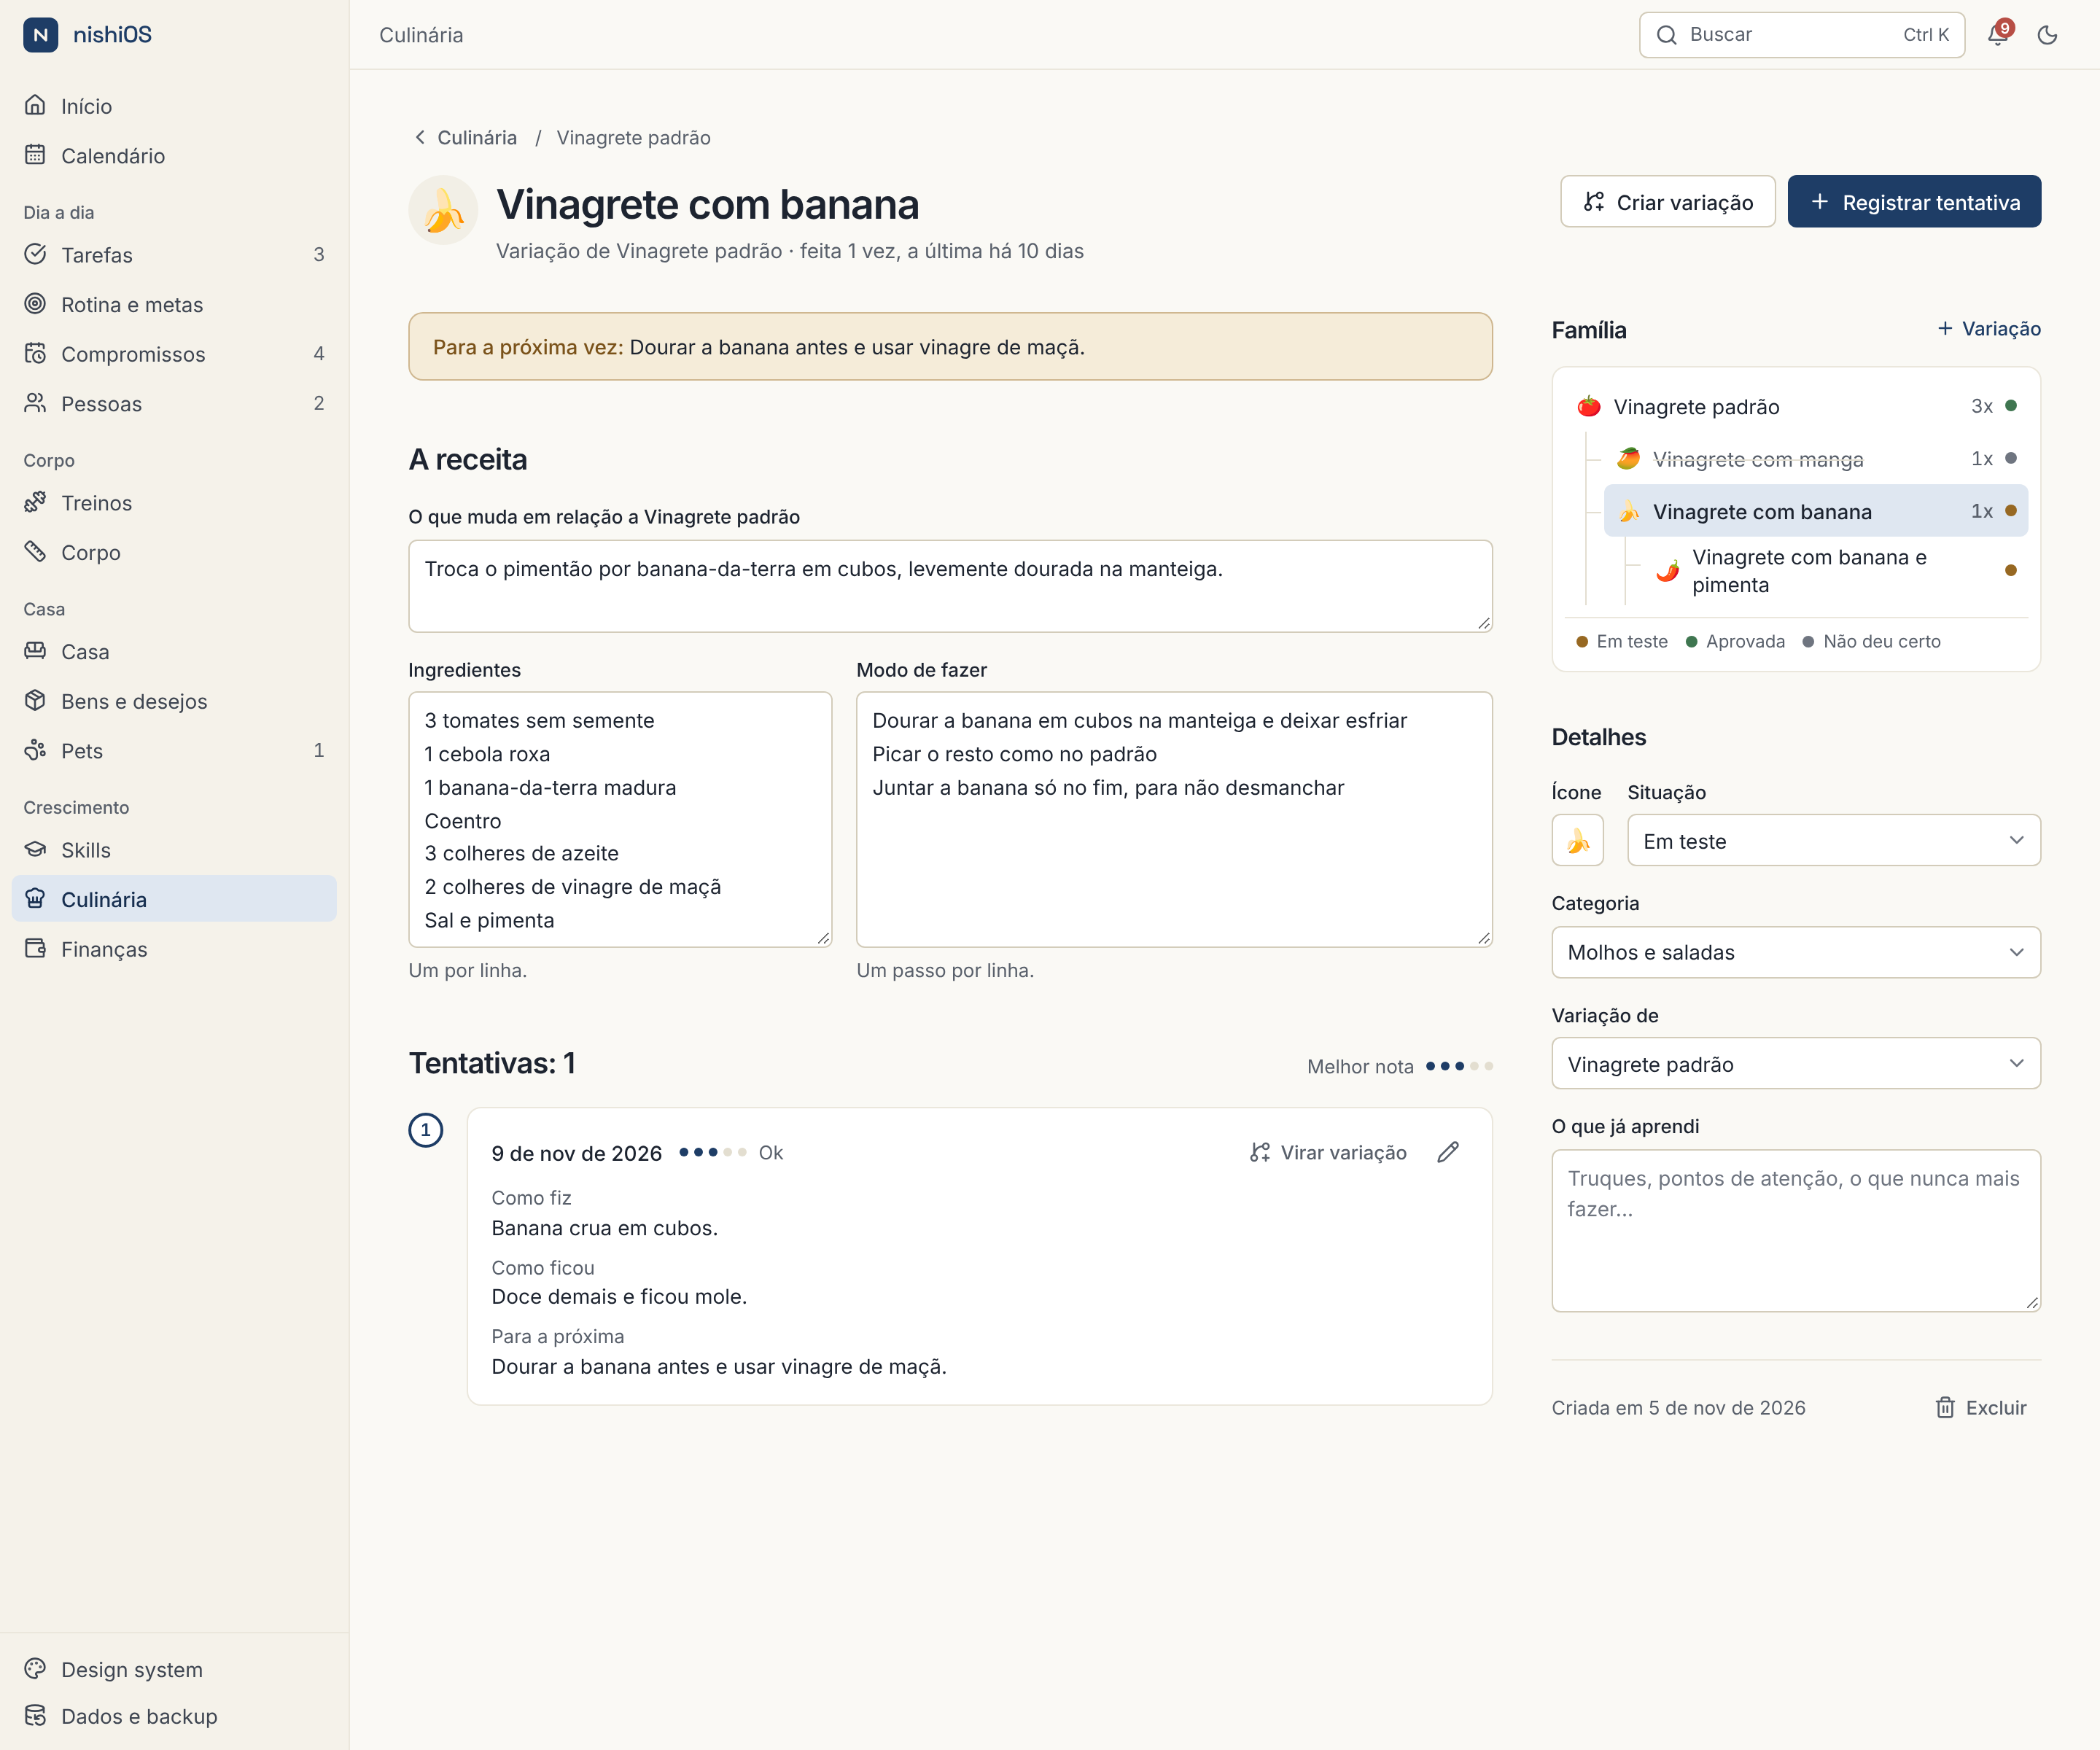 N nishiOS
Início
Calendário
Dia a dia
Tarefas 3
Rotina e metas
Compromissos 4
Pessoas 2
Corpo
Treinos
Corpo
Casa
Casa
Bens e desejos
Pets 1
Crescimento
Skills
Culinária
Finanças
Design system
Dados e backup
Culinária
Buscar Ctrl K
9
Culinária / Vinagrete padrão
Vinagrete com banana
Variação de Vinagrete padrão · feita 1 vez, a última há 10 dias
Criar variação
Registrar tentativa
Para a próxima vez: Dourar a banana antes e usar vinagre de maçã.
A receita
O que muda em relação a Vinagrete padrão
Troca o pimentão por banana-da-terra em cubos, levemente dourada na manteiga.
Ingredientes
3 tomates sem semente
1 cebola roxa
1 banana-da-terra madura
Coentro
3 colheres de azeite
2 colheres de vinagre de maçã
Sal e pimenta
Um por linha.
Modo de fazer
Dourar a banana em cubos na manteiga e deixar esfriar
Picar o resto como no padrão
Juntar a banana só no fim, para não desmanchar
Um passo por linha.
Tentativas: 1
Melhor nota
1
9 de nov de 2026 Ok
Virar variação
Como fiz
Banana crua em cubos.
Como ficou
Doce demais e ficou mole.
Para a próxima
Dourar a banana antes e usar vinagre de maçã.
Família
Variação
Vinagrete padrão 3x
Vinagrete com manga 1x
Vinagrete com banana 1x
Vinagrete com banana e
pimenta
Em teste Aprovada Não deu certo
Detalhes
Ícone Situação
Em teste
Categoria
Molhos e saladas
Variação de
Vinagrete padrão
O que já aprendi
Truques, pontos de atenção, o que nunca mais
fazer...
Criada em 5 de nov de 2026
Excluir